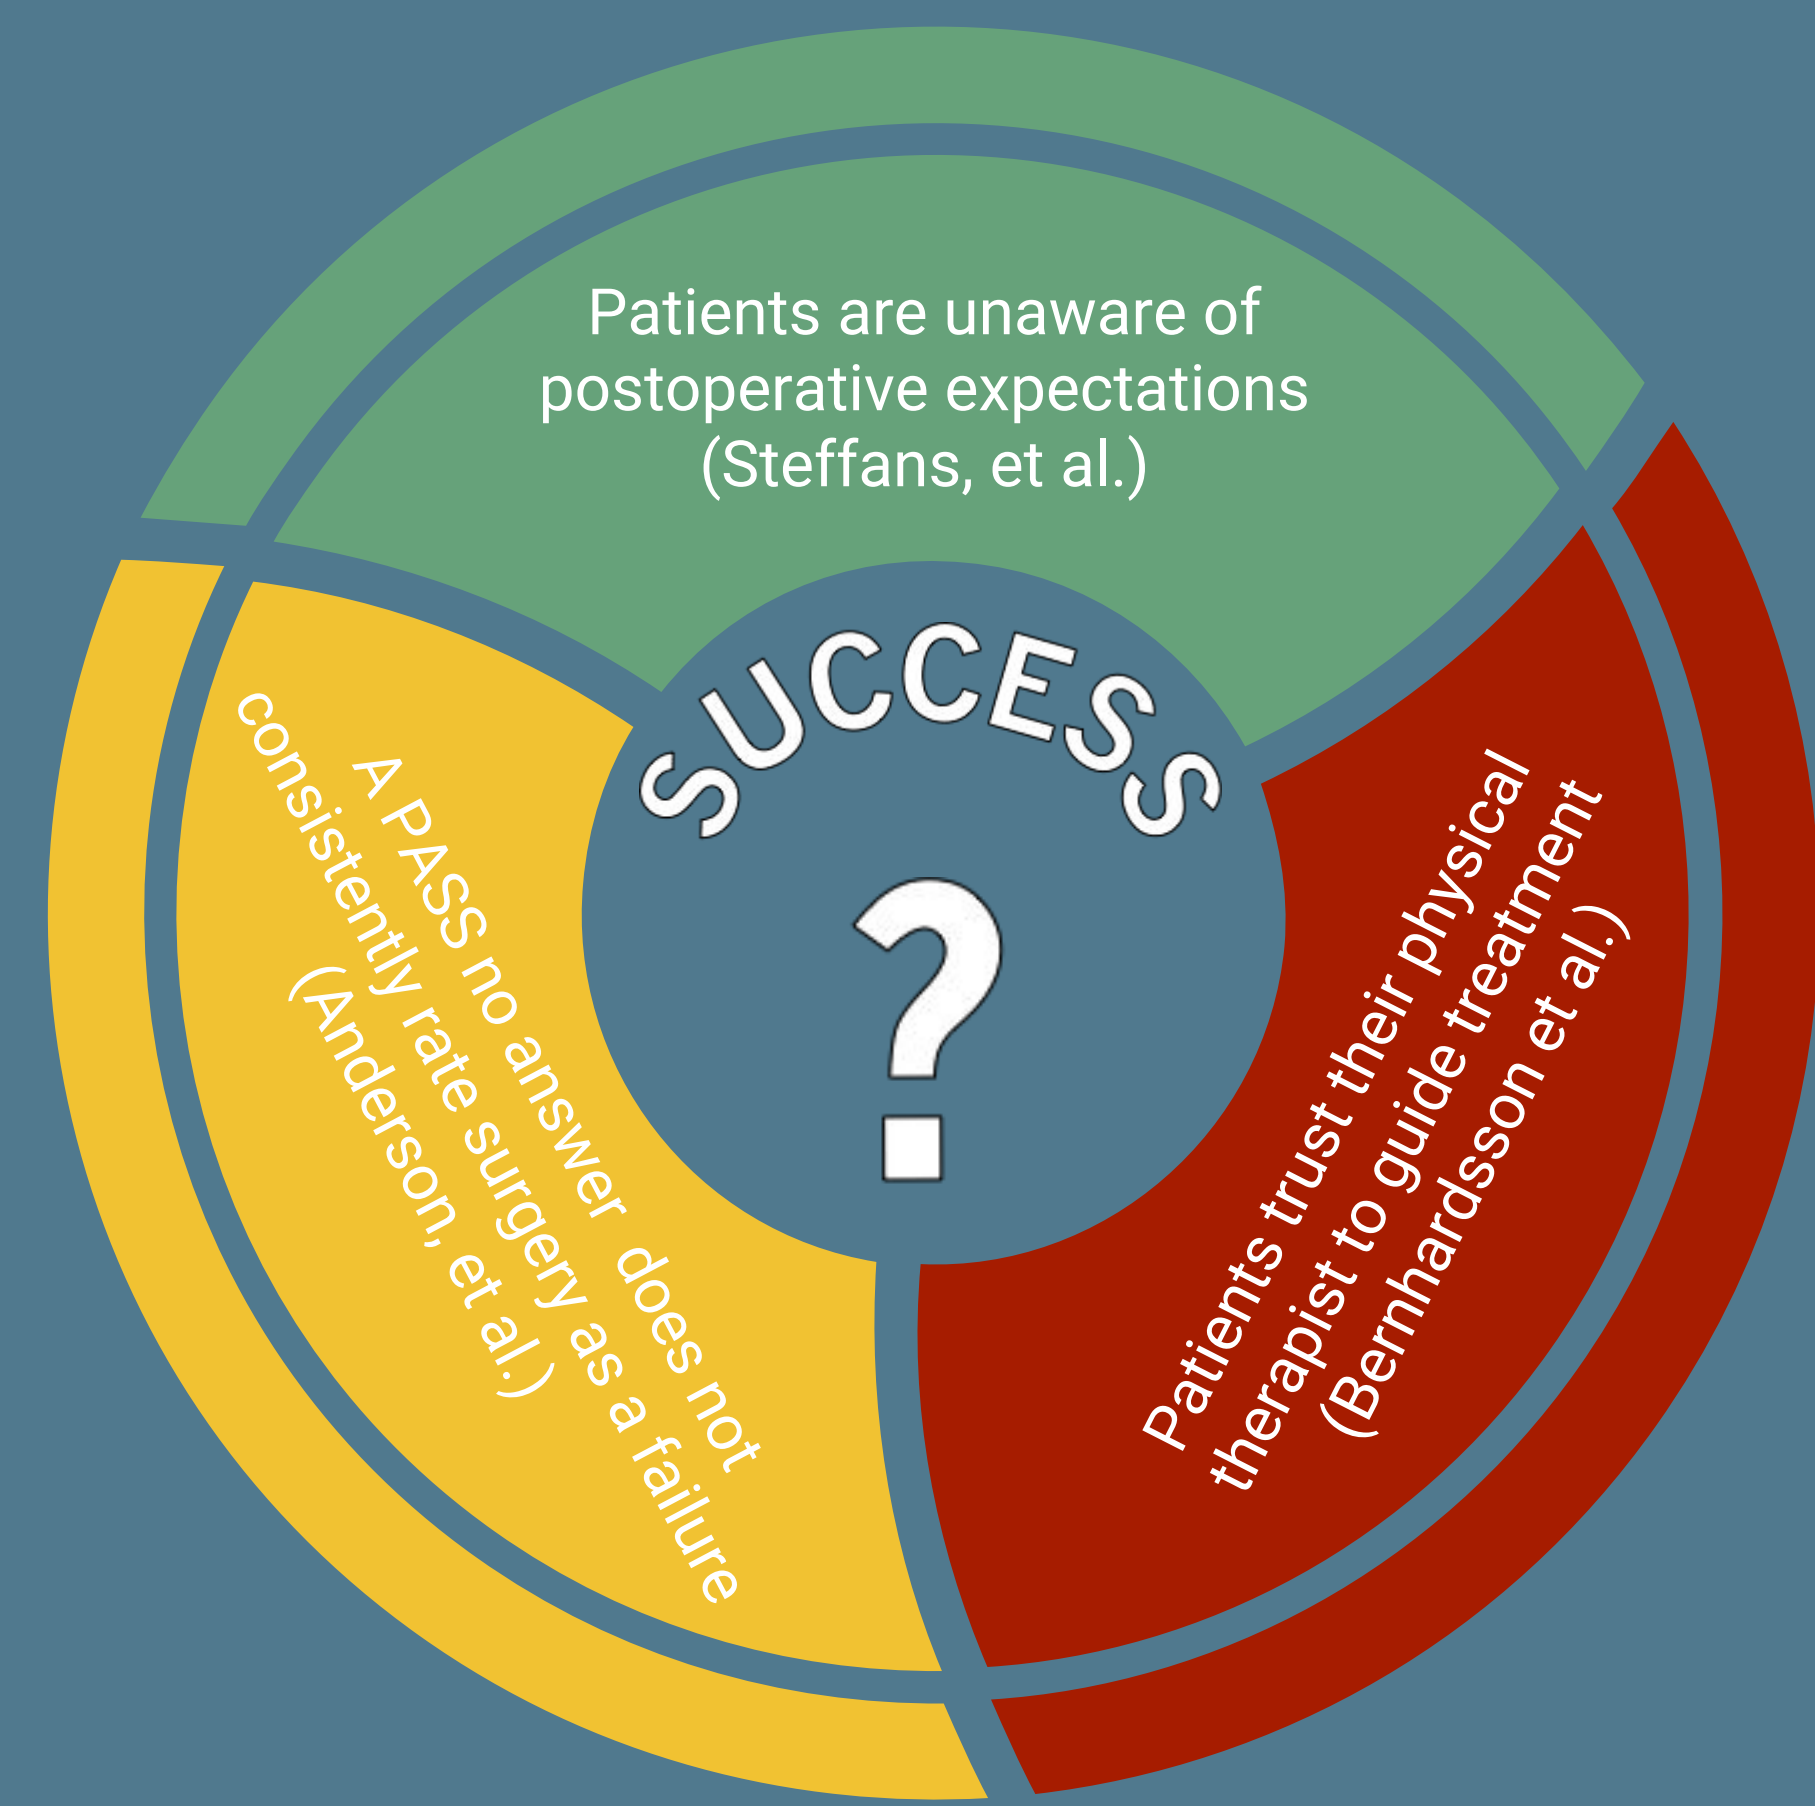 Patients are unaware of
postoperative expectations
(Steffans, et al.)
SUCCESS
?
A PASS no answer does not
consistently rate surgery as a failure
(Anderson, et al.)
Patients trust their physical
therapist to guide treatment
(Bernhardsson et al.)